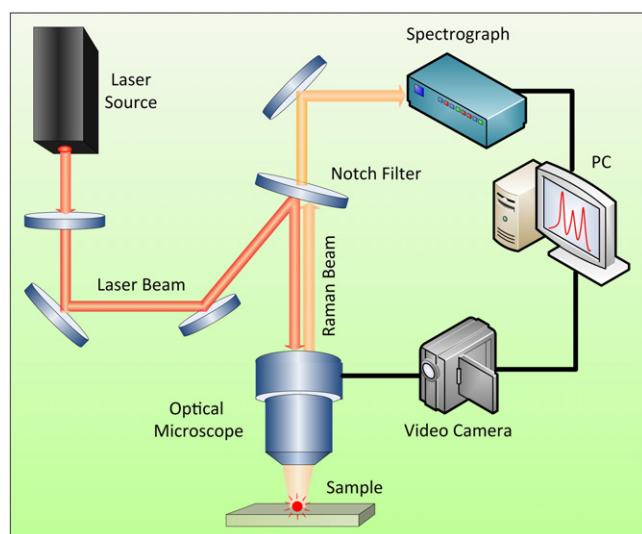 Spectrograph
Laser
Source
PC
Notch Filter
Laser Beam
Raman Beam
Optical
Microscope
Video Camera
Sample